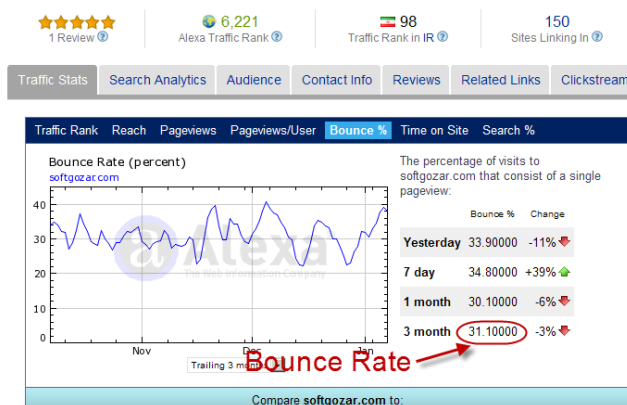 6,221
98
150
1 Review
Alexa Traffic Rank
Traffic Rank in IR
Sites Linking In
Traffic Stats Search Analytics Audience Contact Info Reviews Related Links Clickstream
Traffic Rank Reach Pageviews Pageviews/User Bounce % Time on Site Search %
Bounce Rate (percent)
softgozar.com
40
30
20
10
0
Nov Dec Jan
a Alexa
The Web Information Company
Trailing 3 months
The percentage of visits to
softgozar.com that consist of a single
pageview:
Bounce % Change
Yesterday 33.90000 -11%
7 day 34.80000 +39%
1 month 30.10000 -6%
3 month 31.10000 -3%
Bounce Rate
Compare softgozar.com to: